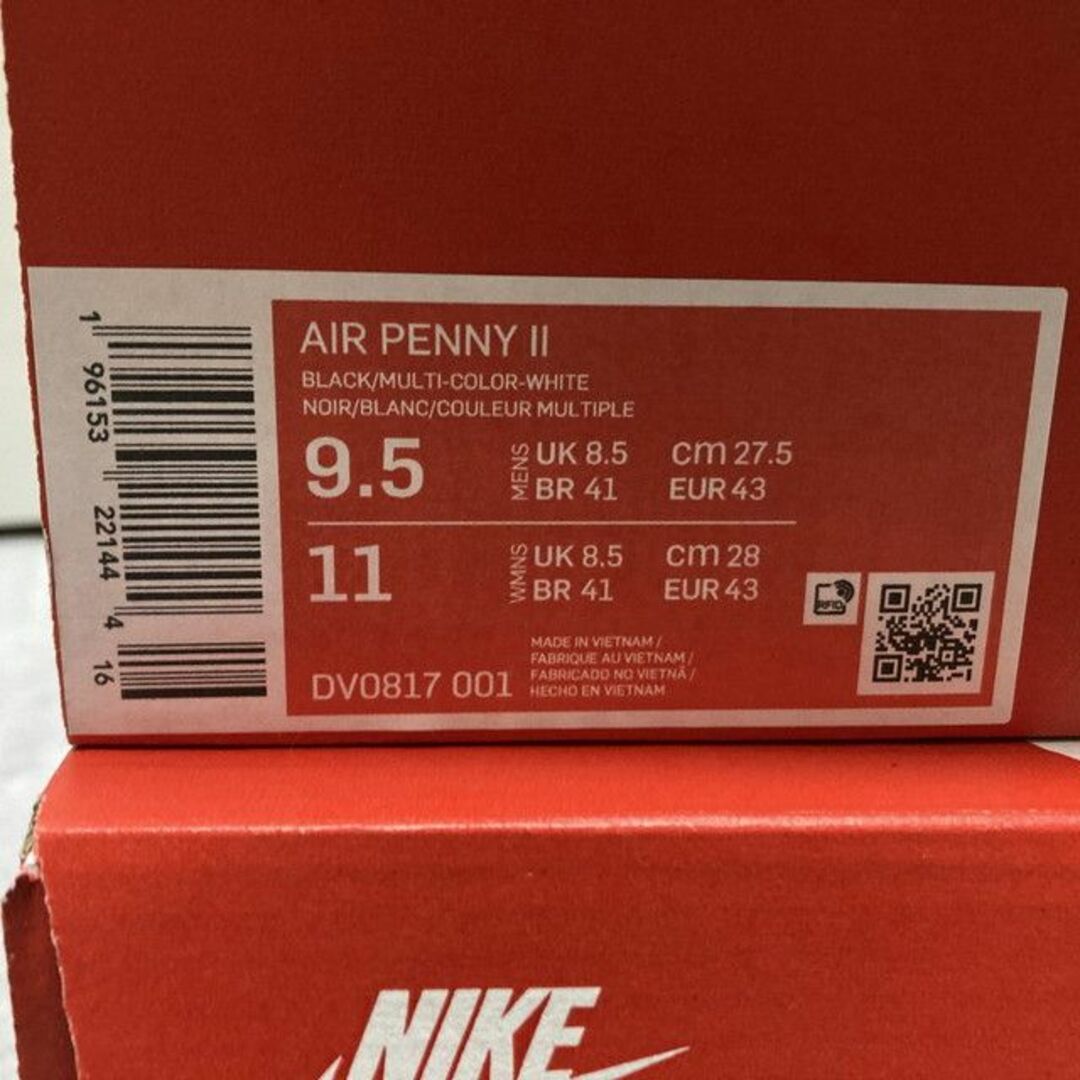 1 96153 22144 4 16
AIR PENNY II
BLACK/MULTI-COLOR-WHITE
NOIR/BLANC/COULEUR MULTIPLE
9.5 MENS UK 8.5 cm 27.5
BR 41 EUR 43
11 WMNS UK 8.5 cm 28
BR 41 EUR 43
RFID
DV0817 001
MADE IN VIETNAM /
FABRIQUE AU VIETNAM /
FABRICADO NO VIETNÃ /
HECHO EN VIETNAM
NIKE